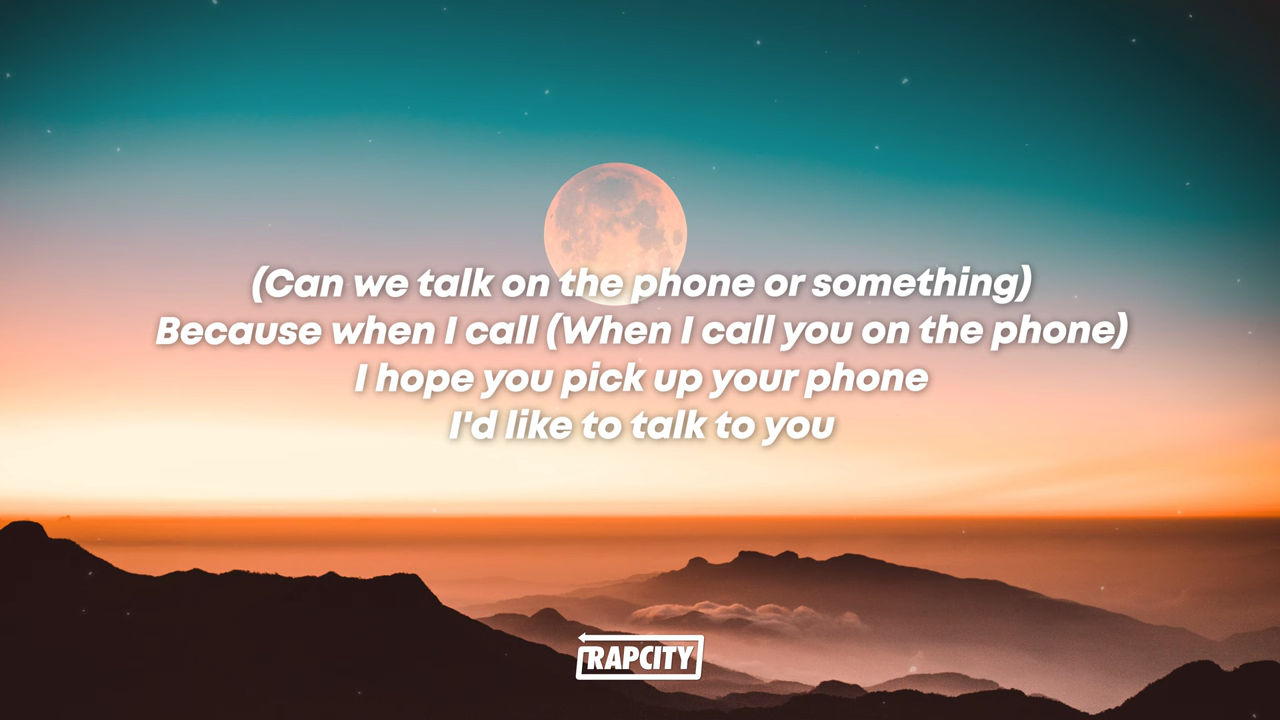 (Can we talk on the phone or something)
Because when I call (When I call you on the phone)
I hope you pick up your phone
I'd like to talk to you
RAPCITY